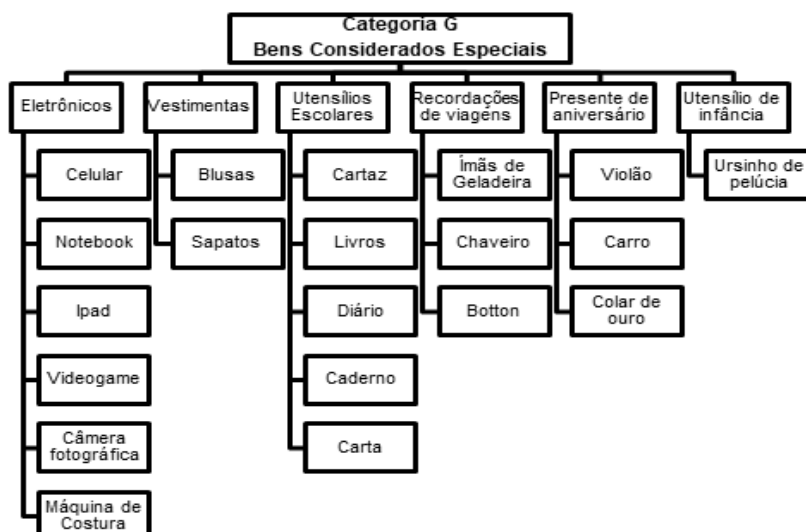 Categoria G
Bens Considerados Especiais
Eletrônicos
Vestimentas
Utensílios
Escolares
Recordações
de viagens
Presente de
aniversário
Utensílio de
infância
Celular
Notebook
Ipad
Videogame
Câmera
fotográfica
Máquina de
Costura
Blusas
Sapatos
Cartaz
Livros
Diário
Caderno
Carta
Ímãs de
Geladeira
Chaveiro
Botton
Violão
Carro
Colar de
ouro
Ursinho de
pelúcia